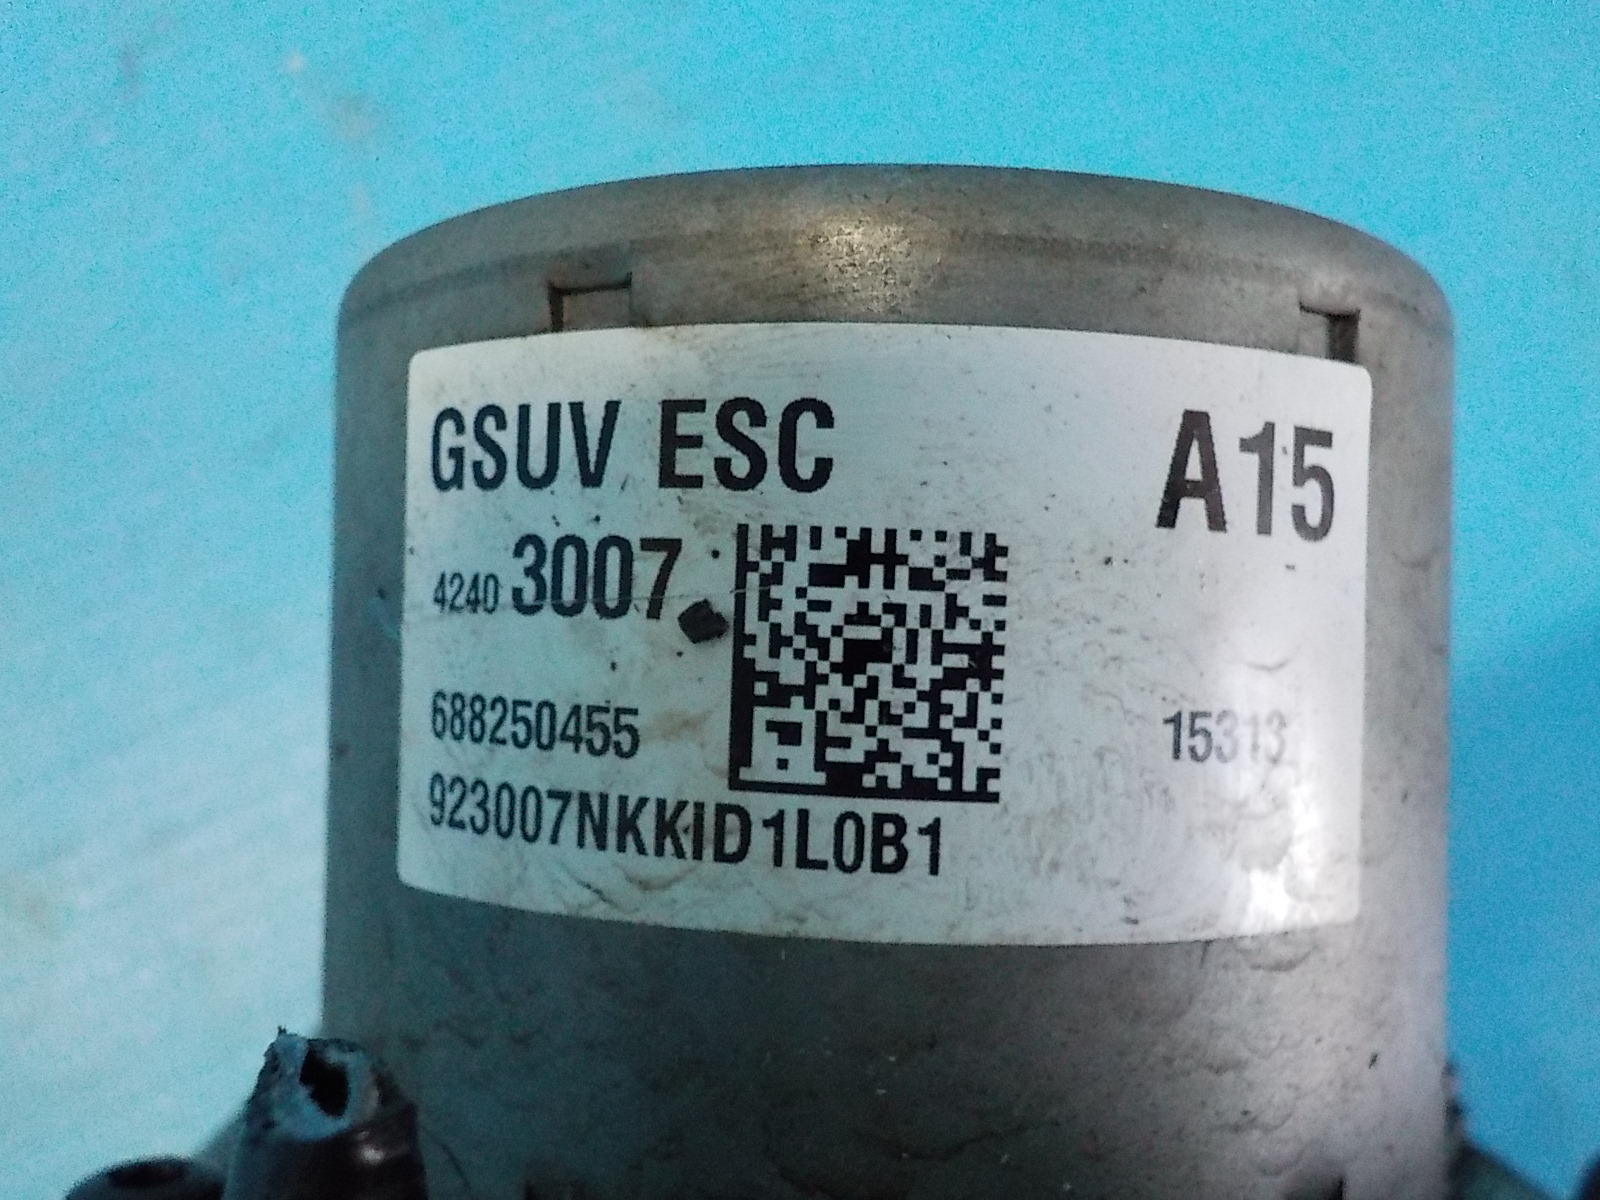 GSUV ESC
A15
4240 3007
688250455
15313
923007NKKID1L0B1